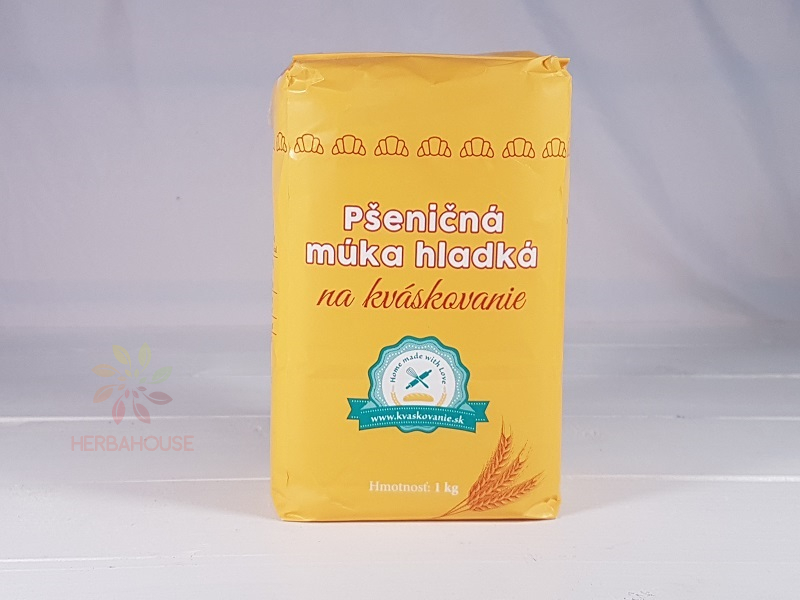 Pšeničná
múka hladká
na kváskovanie
Home made with Love
www.kvaskovanie.sk
Hmotnosť: 1 kg
HERBAHOUSE